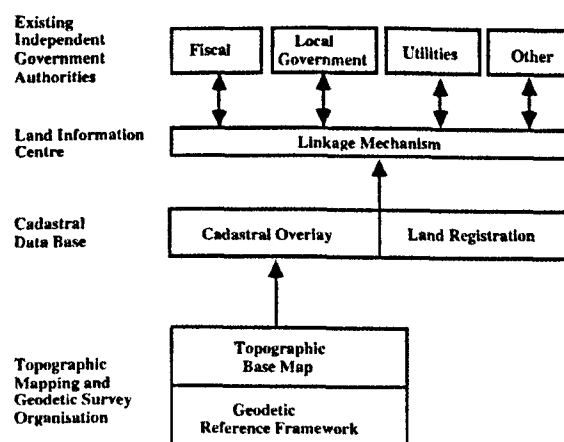 Existing
Independent
Government
Authorities
Fiscal
Local
Government
Utilities
Other
Land Information
Centre
Linkage Mechanism
Cadastral
Data Base
Cadastral Overlay
Land Registration
Topographic
Mapping and
Geodetic Survey
Organisation
Topographic
Base Map
Geodetic
Reference Framework